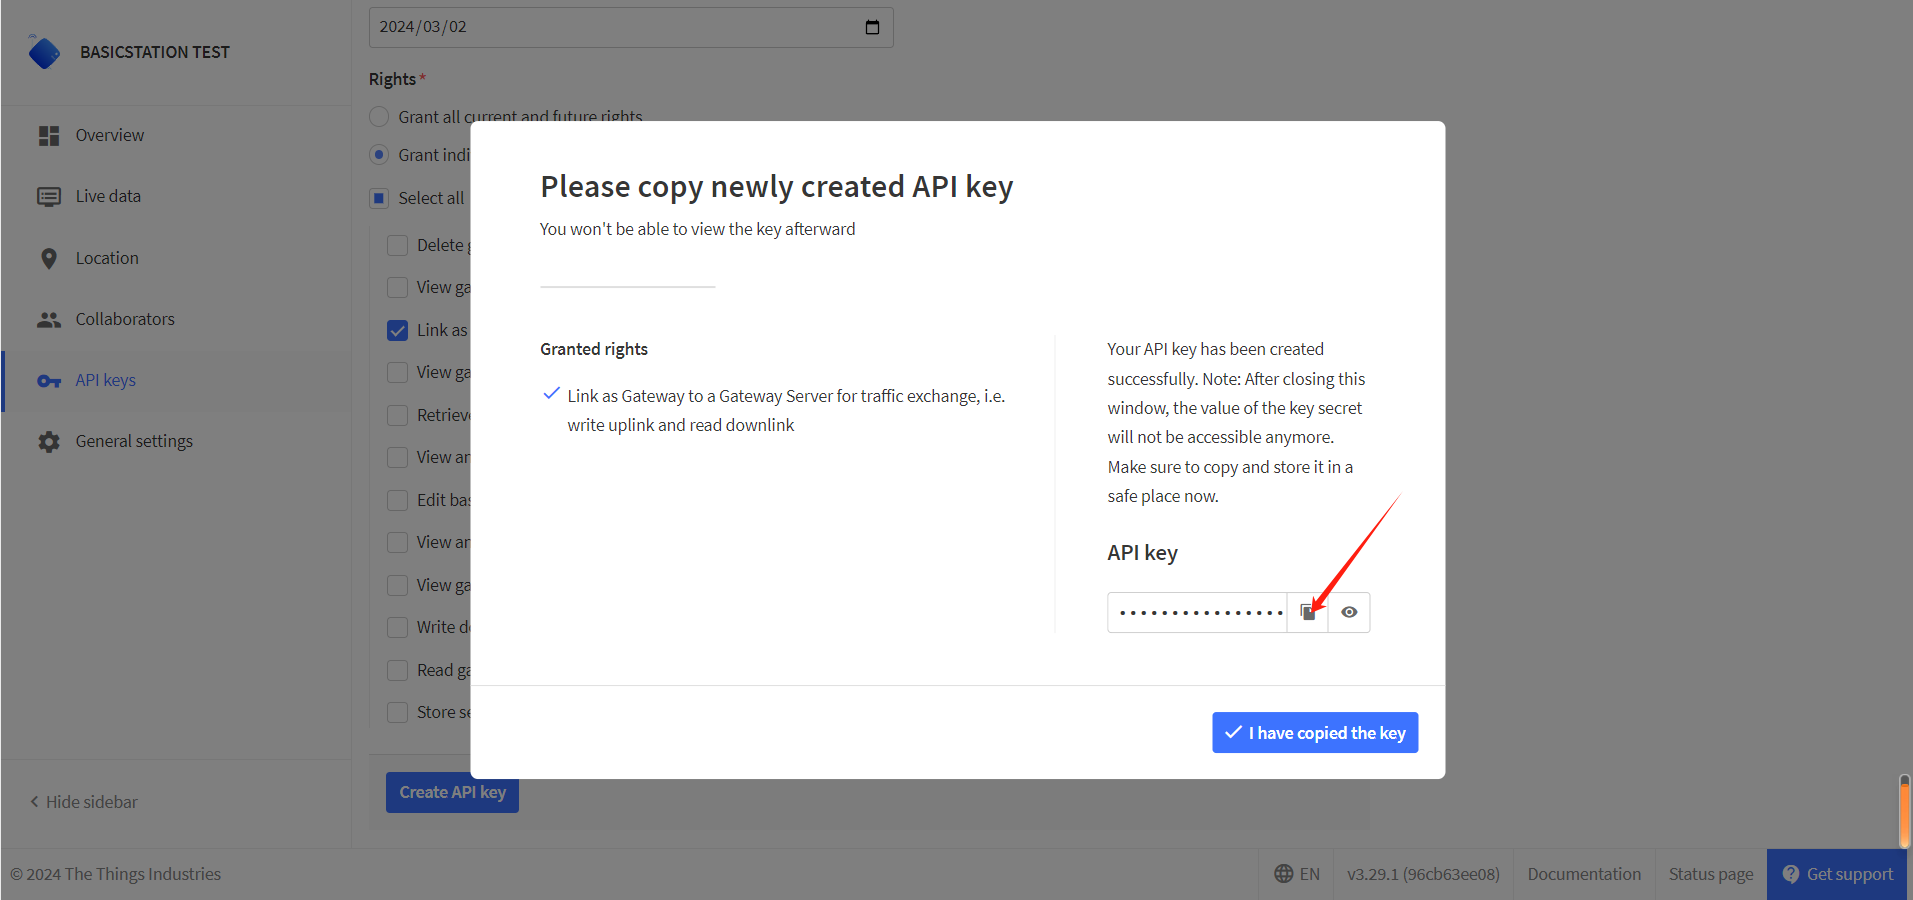 BASICSTATION TEST
Overview
Live data
Location
Collaborators
API keys
General settings
Hide sidebar
2024/03/02
Rights *
Grant all current and future rights
Grant indi
Select all
Delete g
View ga
Link as
View ga
Retrieve
View an
Edit bas
View an
View ga
Write do
Read ga
Store se
Create API key
Please copy newly created API key
You won't be able to view the key afterward
Granted rights
Link as Gateway to a Gateway Server for traffic exchange, i.e.
write uplink and read downlink
Your API key has been created
successfully. Note: After closing this
window, the value of the key secret
will not be accessible anymore.
Make sure to copy and store it in a
safe place now.
API key
••••••••••••••••
I have copied the key
© 2024 The Things Industries
EN
v3.29.1 (96cb63ee08)
Documentation
Status page
Get support